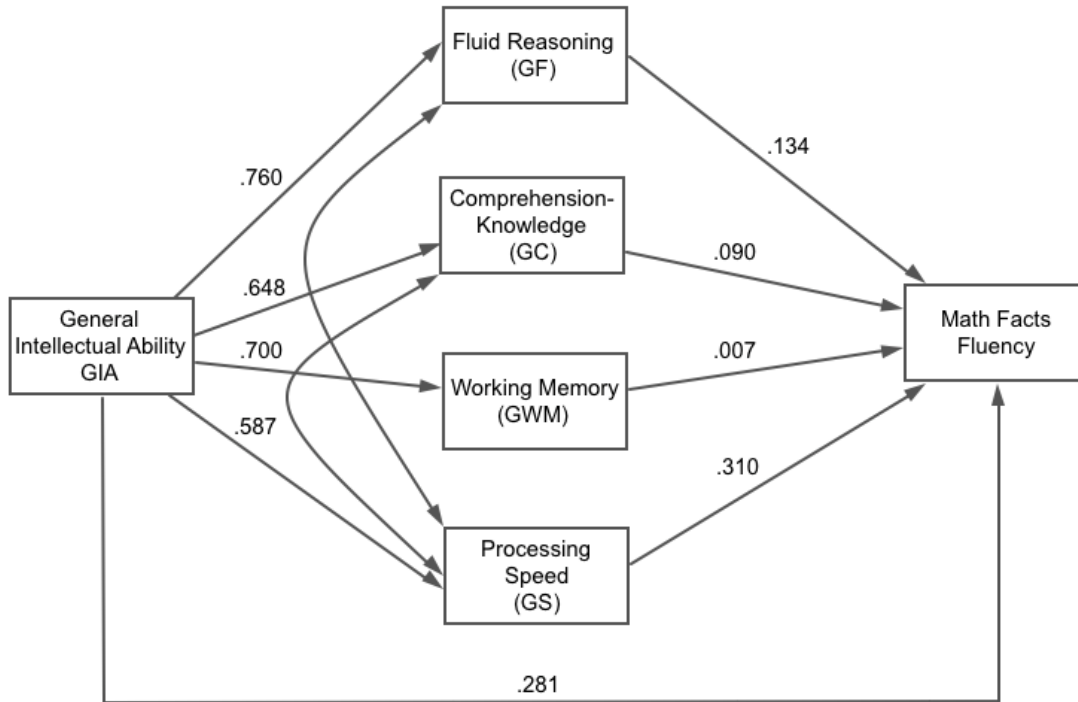 Fluid Reasoning
(GF)
.134
.760
Comprehension-
Knowledge
(GC)
.090
.648
General
Intellectual Ability
GIA
Math Facts
Fluency
.700
.007
Working Memory
(GWM)
.587
.310
Processing
Speed
(GS)
.281